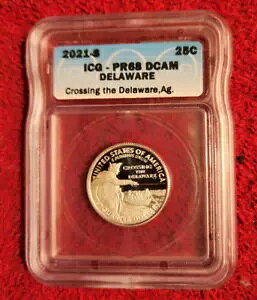 2021-S 25C
ICG - PR68 DCAM
DELAWARE
Crossing the Delaware,Ag.
UNITED STATES OF AMERICA
CROSSING
THE
DELAWARE